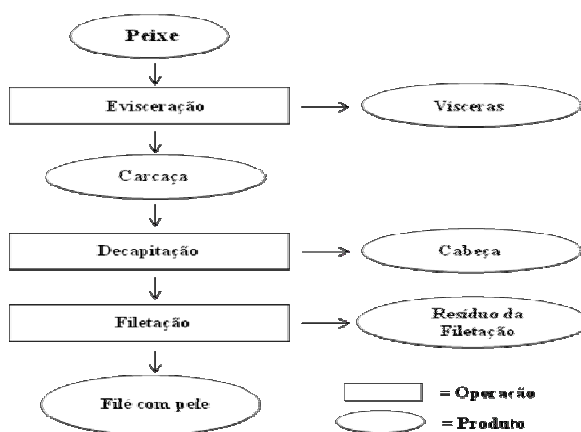 Peixe
Evisceração
Vísceras
Carcaça
Decapitação
Cabeça
Filetação
Resíduo da
Filetação
Filé com pele
= Operação
= Produto